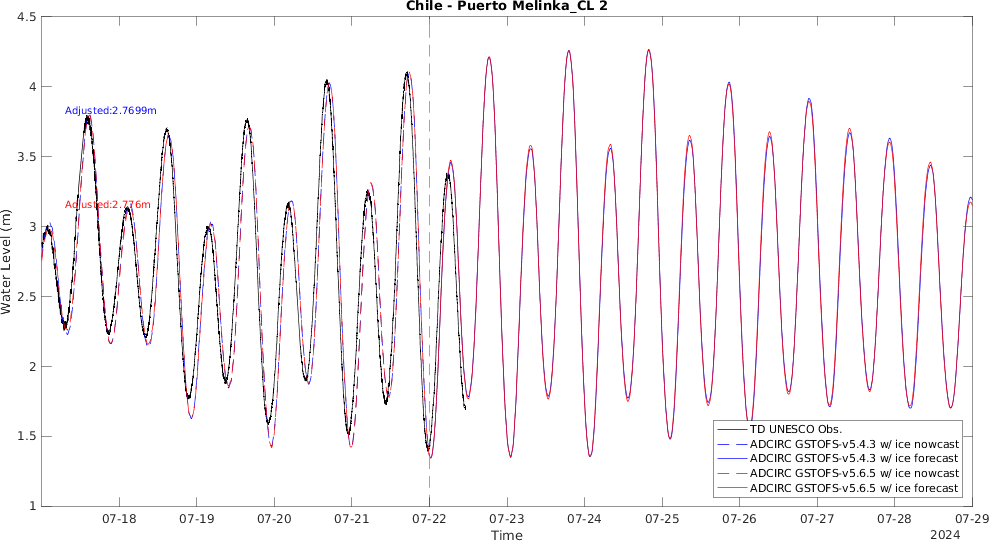 Chile - Puerto Melinka_CL 2
4.5
4
3.5
3
2.5
2
1.5
1
Water Level (m)
Adjusted:2.7699m
Adjusted:2.776m
TD UNESCO Obs.
ADCIRC GSTOFS-v5.4.3 w/ ice nowcast
ADCIRC GSTOFS-v5.4.3 w/ ice forecast
ADCIRC GSTOFS-v5.6.5 w/ ice nowcast
ADCIRC GSTOFS-v5.6.5 w/ ice forecast
07-18 07-19 07-20 07-21 07-22 07-23 07-24 07-25 07-26 07-27 07-28 07-29
Time
2024